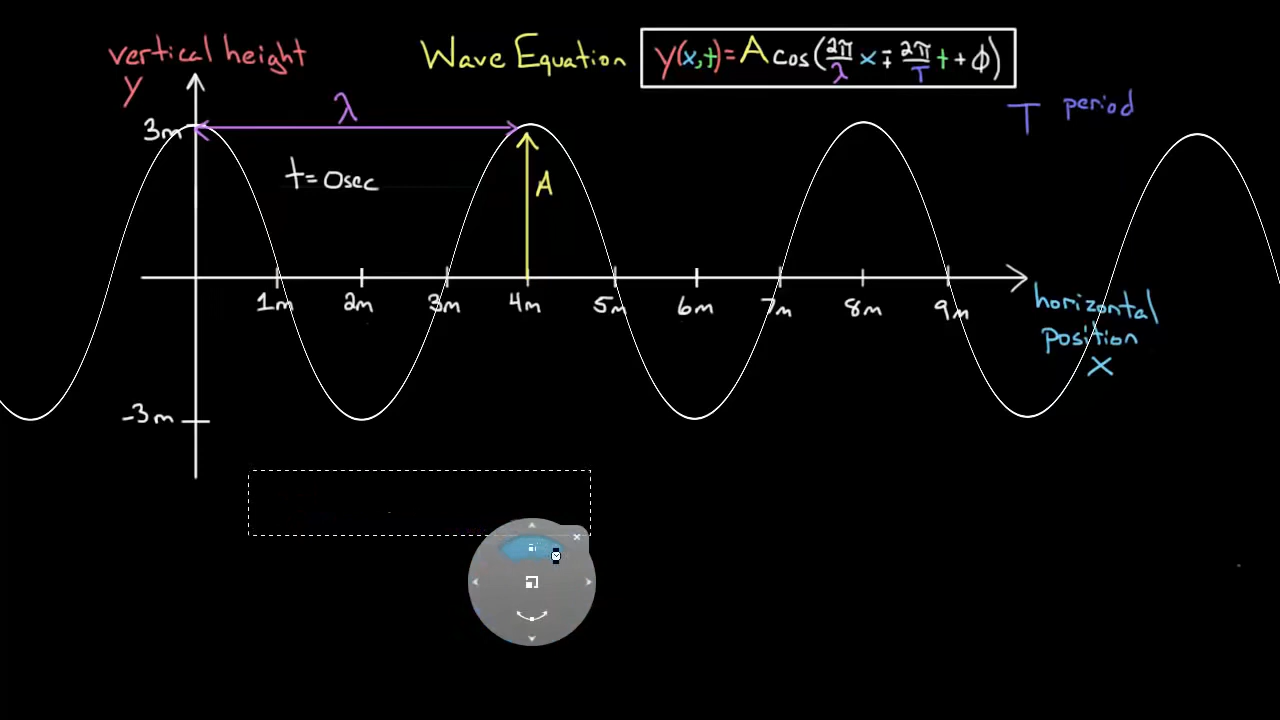 vertical height
y
Wave Equation
y(x,t)=A cos(2π/λ x ∓ 2π/T t + ϕ)
T period
λ
3m
t=0sec
A
1m 2m 3m 4m 5m 6m 7m 8m 9m
horizontal
position
x
-3m